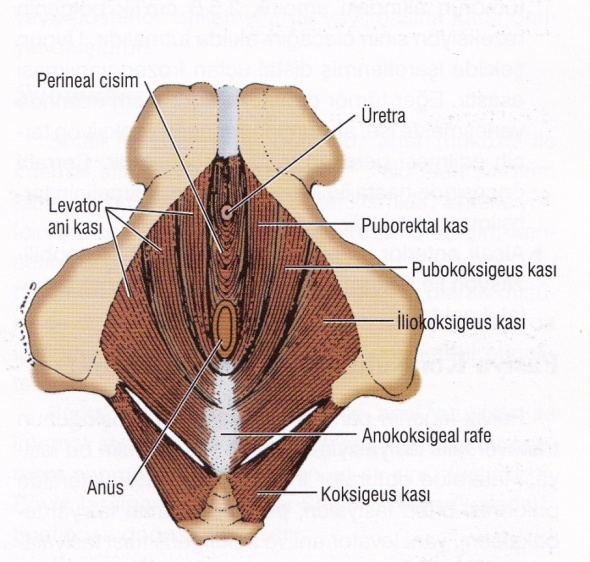 Perineal cisim
Üretra
Levator
ani kası
Puborektal kas
Pubokoksigeus kası
İliokoksigeus kası
Anokoksigeal rafe
Anüs
Koksigeus kası